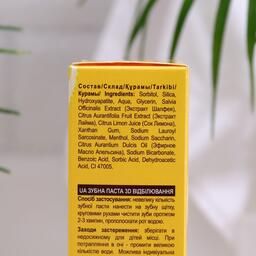 Состав/Склад/Құрамы/Tarkibi/
Курамы/ Ingredients: Sorbitol, Silica,
Hydroxyapatite, Aqua, Glycerin, Salvia
Officinalis Extract (Экстракт Шалфея),
Citrus Aurantifolia Fruit Extract (Экстракт
Лайма), Citrus Limon Juice (Сок Лимона),
Xanthan Gum, Sodium Lauroyl
Sarcosinate, Menthol, Sodium Saccharin,
Citrus Aurantium Dulcis Oil (Эфирное
Масло Апельсина), Sodium Bicarbonate,
Benzoic Acid, Sorbic Acid, Dehydroacetic
Acid, CI 47005.
UA ЗУБНА ПАСТА 3D ВІДБІЛЮВАННЯ
Спосіб застосування: невелику кількість
зубної пасти нанести на зубну щітку,
круговими рухами чистити зуби протягом
2-3 хвилин, прополоскати рот водою.
Заходи застереження: зберігати в
недосяжному для дітей місці. При
потраплянні в очі - промити великою
кількістю води. Можлива індивідуальна